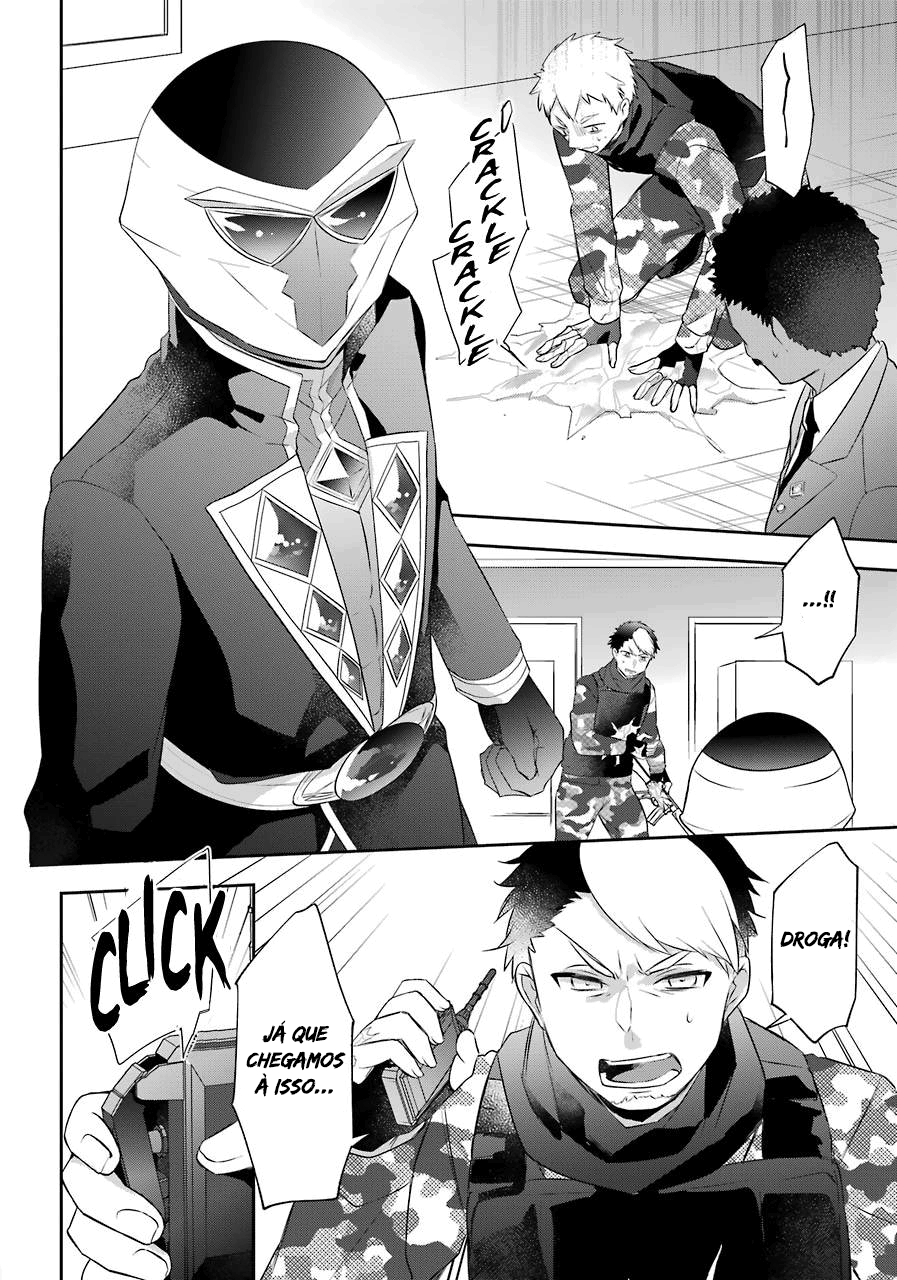 !
CRACKLE
CRACKLE
...!!
DROGA!
JÁ QUE
CHEGAMOS
À ISSO...
CLICK